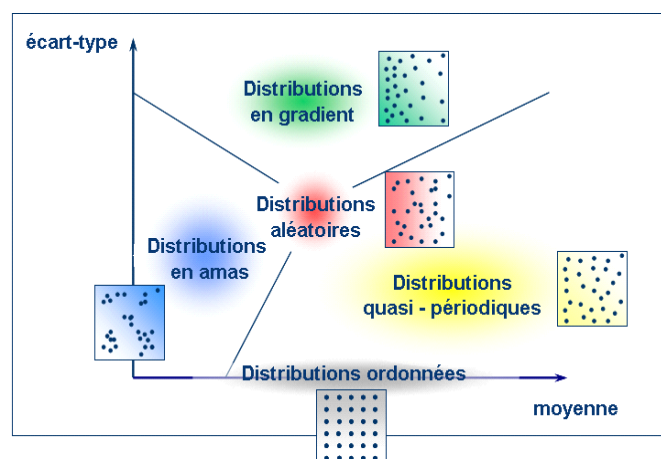 écart-type
Distributions
en gradient
Distributions
aléatoires
Distributions
en amas
Distributions
quasi - périodiques
Distributions ordonnées
moyenne